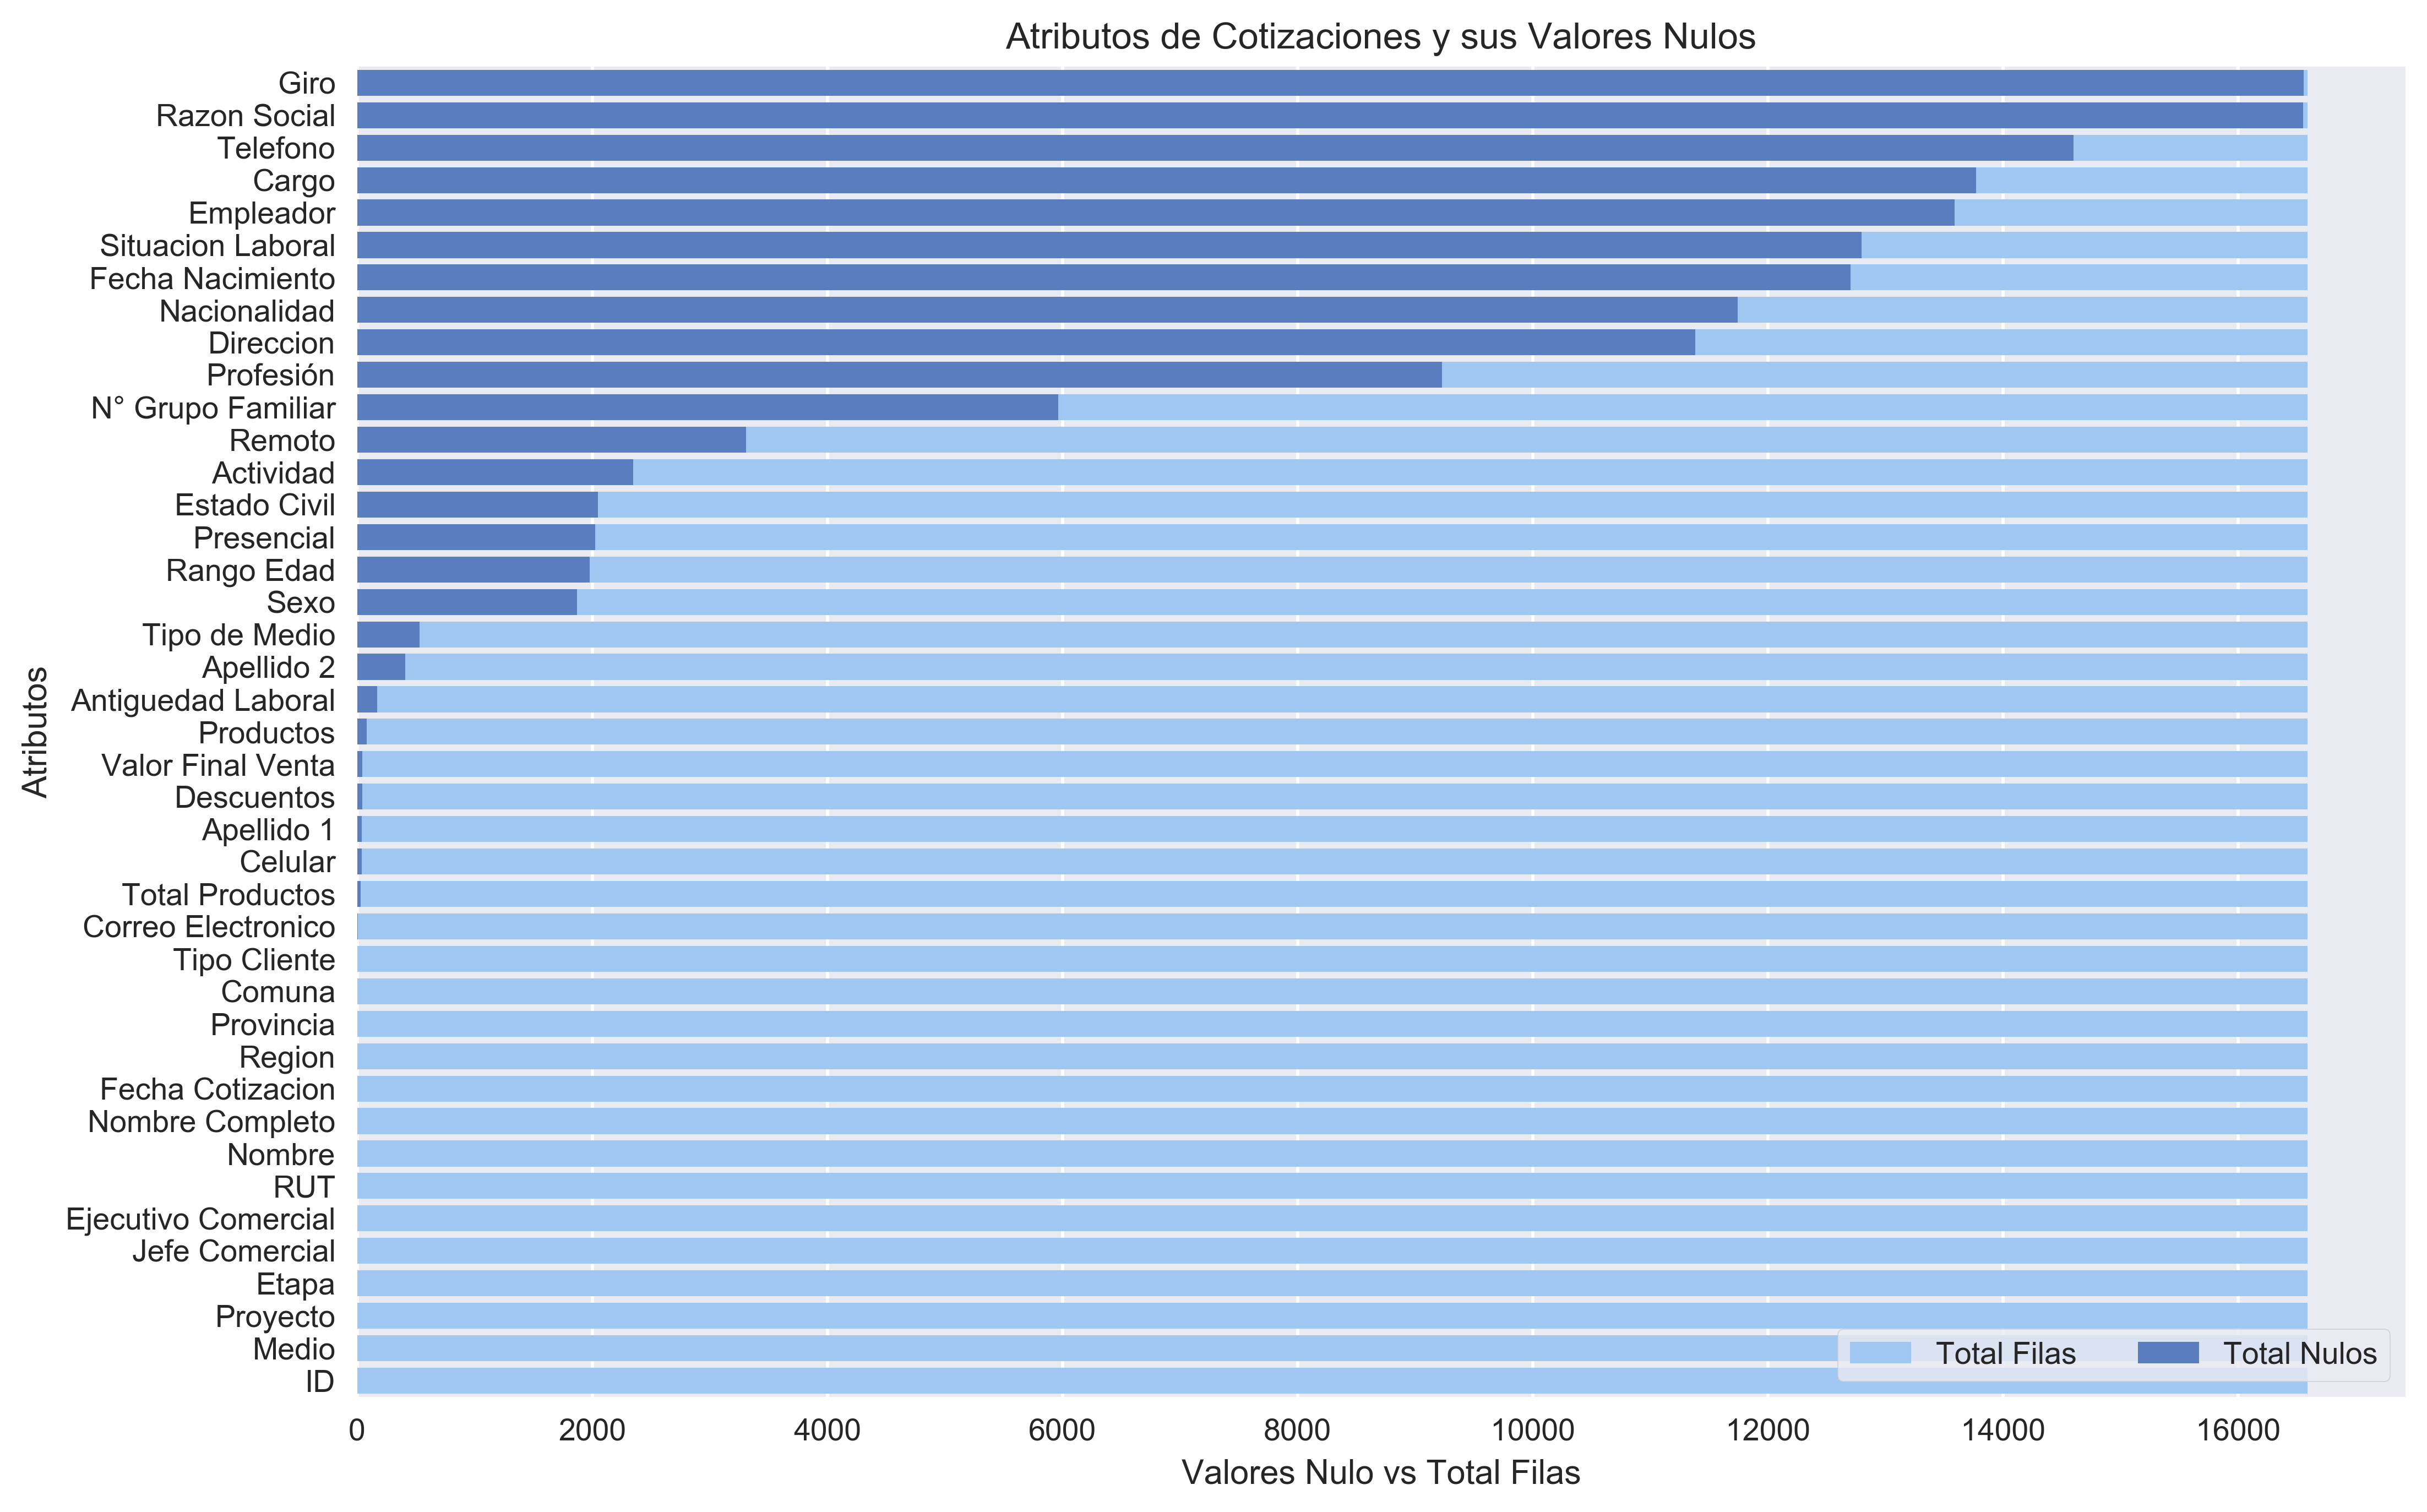 Atributos de Cotizaciones y sus Valores Nulos
Giro
Razon Social
Telefono
Cargo
Empleador
Situacion Laboral
Fecha Nacimiento
Nacionalidad
Direccion
Profesión
N° Grupo Familiar
Remoto
Actividad
Estado Civil
Presencial
Rango Edad
Sexo
Tipo de Medio
Apellido 2
Antiguedad Laboral
Productos
Valor Final Venta
Descuentos
Apellido 1
Celular
Total Productos
Correo Electronico
Tipo Cliente
Comuna
Provincia
Region
Fecha Cotizacion
Nombre Completo
Nombre
RUT
Ejecutivo Comercial
Jefe Comercial
Etapa
Proyecto
Medio
ID
Atributos
Total Filas Total Nulos
0 2000 4000 6000 8000 10000 12000 14000 16000
Valores Nulo vs Total Filas